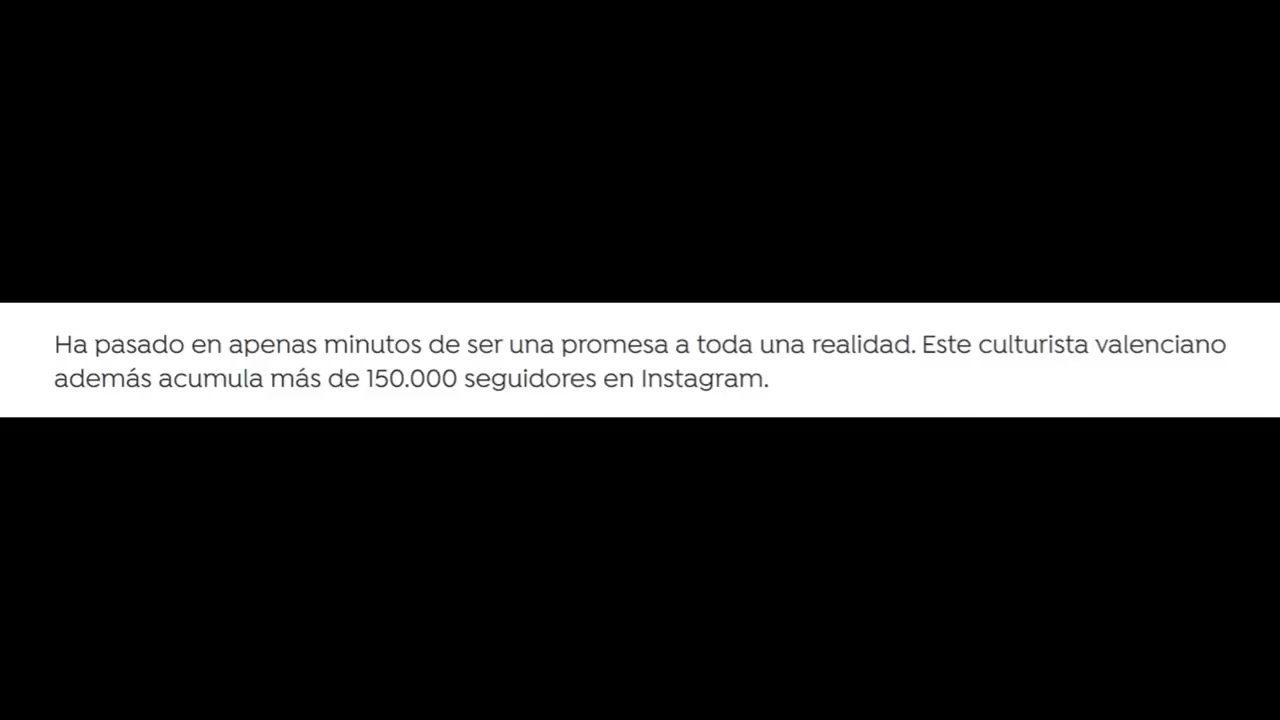 Ha pasado en apenas minutos de ser una promesa a toda una realidad. Este culturista valenciano
además acumula más de 150.000 seguidores en Instagram.